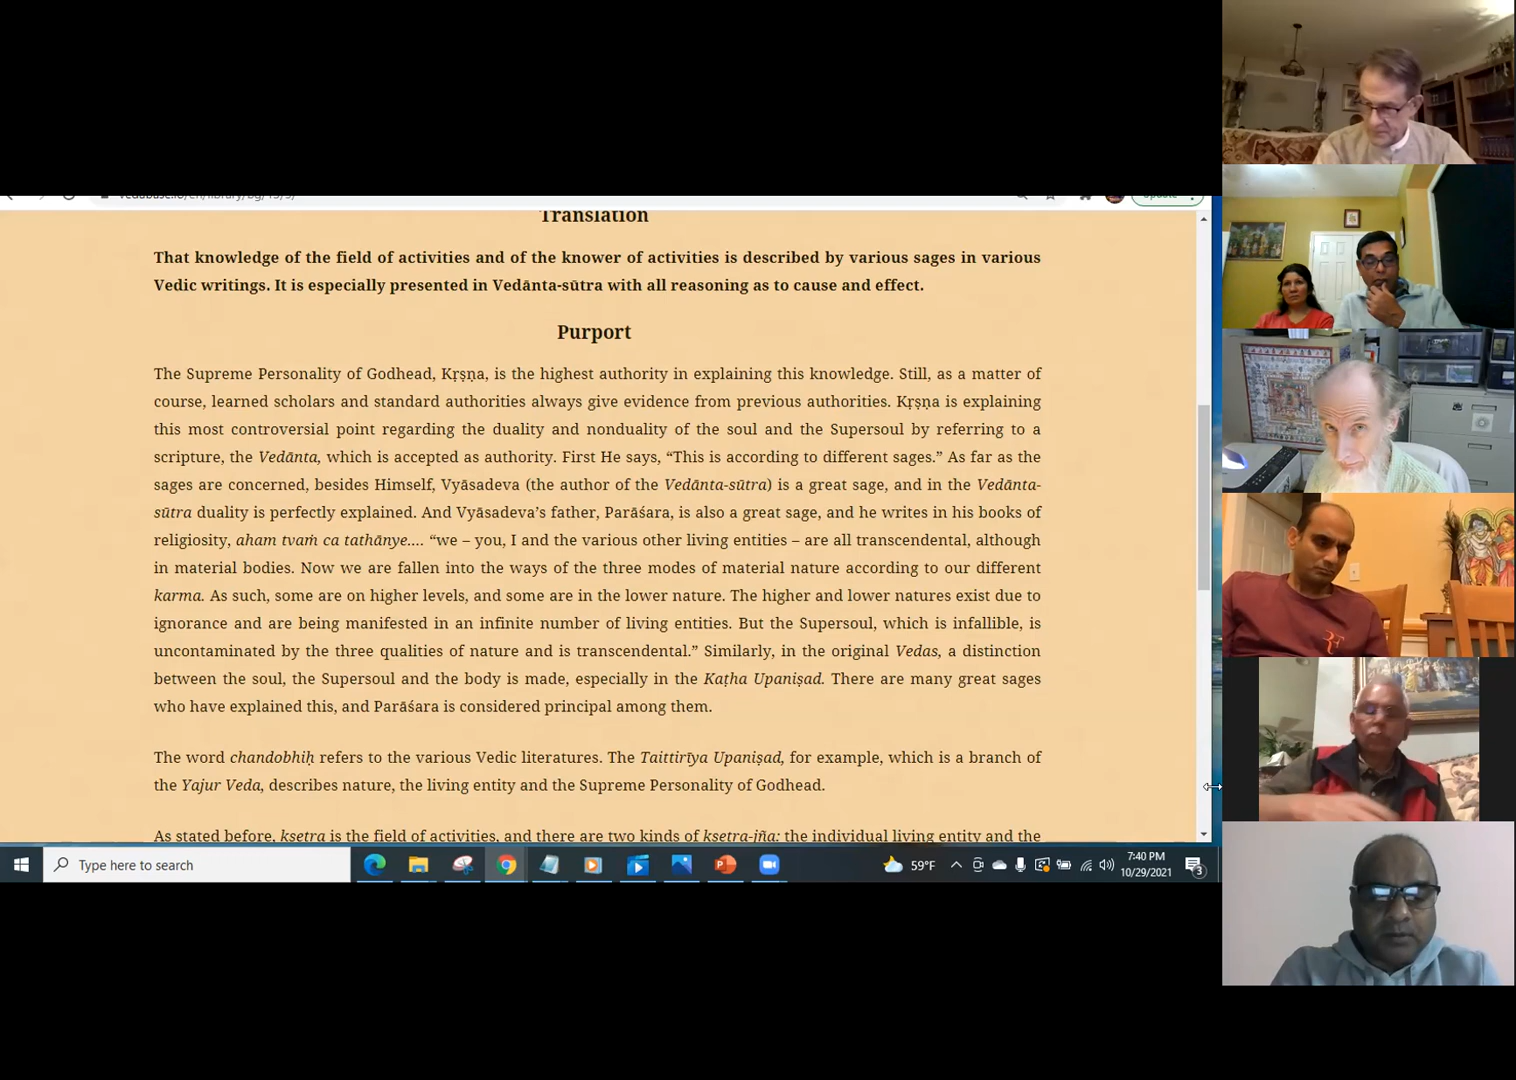 vedabase.io/en/library/bg/13/5/
Update
Translation
That knowledge of the field of activities and of the knower of activities is described by various sages in various
Vedic writings. It is especially presented in Vedānta-sūtra with all reasoning as to cause and effect.
Purport
The Supreme Personality of Godhead, Kṛṣṇa, is the highest authority in explaining this knowledge. Still, as a matter of
course, learned scholars and standard authorities always give evidence from previous authorities. Kṛṣṇa is explaining
this most controversial point regarding the duality and nonduality of the soul and the Supersoul by referring to a
scripture, the Vedānta, which is accepted as authority. First He says, “This is according to different sages.” As far as the
sages are concerned, besides Himself, Vyāsadeva (the author of the Vedānta-sūtra) is a great sage, and in the Vedānta-
sūtra duality is perfectly explained. And Vyāsadeva’s father, Parāśara, is also a great sage, and he writes in his books of
religiosity, aham tvaṁ ca tathānye.... “we – you, I and the various other living entities – are all transcendental, although
in material bodies. Now we are fallen into the ways of the three modes of material nature according to our different
karma. As such, some are on higher levels, and some are in the lower nature. The higher and lower natures exist due to
ignorance and are being manifested in an infinite number of living entities. But the Supersoul, which is infallible, is
uncontaminated by the three qualities of nature and is transcendental.” Similarly, in the original Vedas, a distinction
between the soul, the Supersoul and the body is made, especially in the Kaṭha Upaniṣad. There are many great sages
who have explained this, and Parāśara is considered principal among them.
The word chandobhiḥ refers to the various Vedic literatures. The Taittirīya Upaniṣad, for example, which is a branch of
the Yajur Veda, describes nature, the living entity and the Supreme Personality of Godhead.
As stated before, kṣetra is the field of activities, and there are two kinds of kṣetra-jña: the individual living entity and the
Type here to search
59°F
7:40 PM
10/29/2021
3